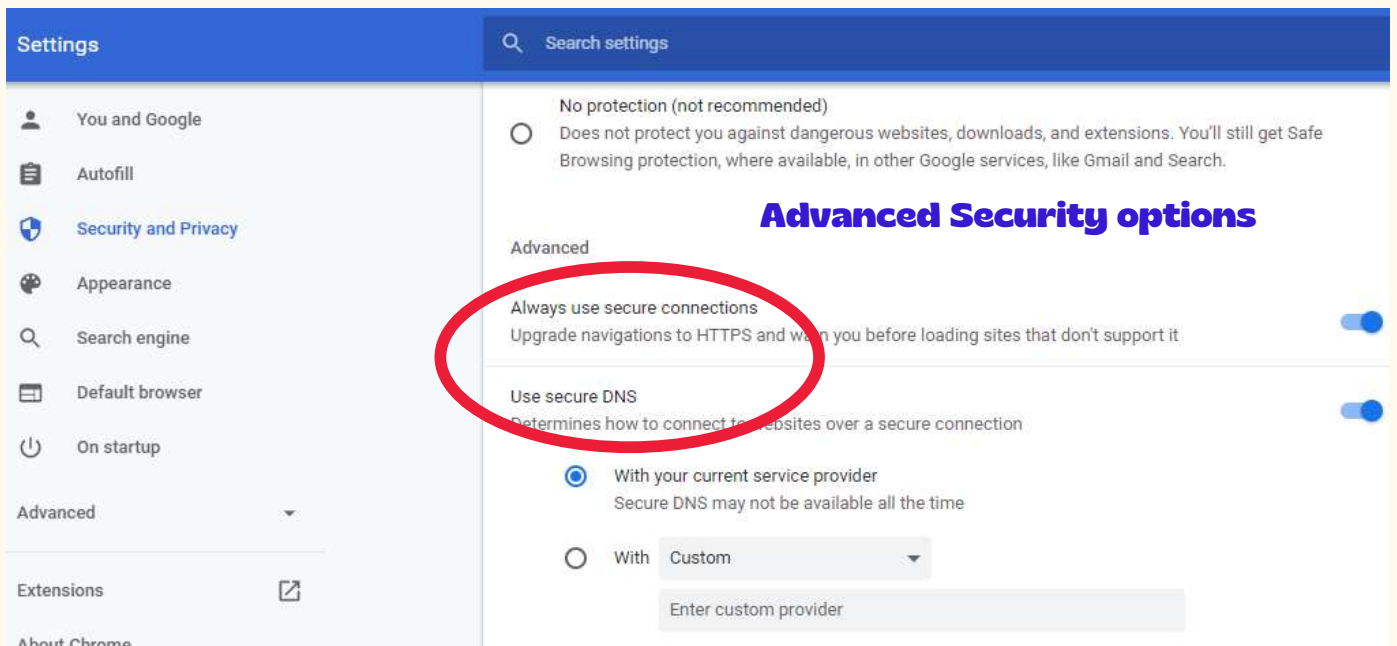 Settings
Search settings
You and Google
Autofill
Security and Privacy
Appearance
Search engine
Default browser
On startup
Advanced
Extensions
About Chrome
No protection (not recommended)
Does not protect you against dangerous websites, downloads, and extensions. You'll still get Safe
Browsing protection, where available, in other Google services, like Gmail and Search.
Advanced Security options
Advanced
Always use secure connections
Upgrade navigations to HTTPS and warn you before loading sites that don't support it
Use secure DNS
Determines how to connect to websites over a secure connection
With your current service provider
Secure DNS may not be available all the time
With Custom
Enter custom provider